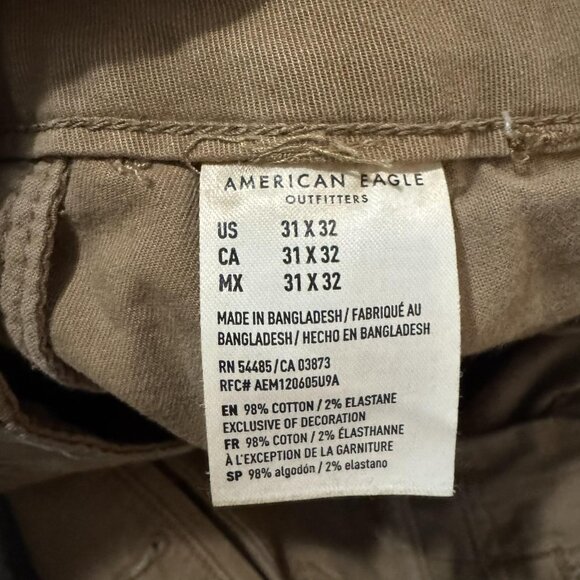 AMERICAN EAGLE
OUTFITTERS
US 31 X 32
CA 31 X 32
MX 31 X 32
MADE IN BANGLADESH / FABRIQUÉ AU
BANGLADESH / HECHO EN BANGLADESH
RN 54485 / CA 03873
RFC# AEM120605U9A
EN 98% COTTON / 2% ELASTANE
EXCLUSIVE OF DECORATION
FR 98% COTON / 2% ÉLASTHANNE
À L'EXCEPTION DE LA GARNITURE
SP 98% algodón / 2% elastano